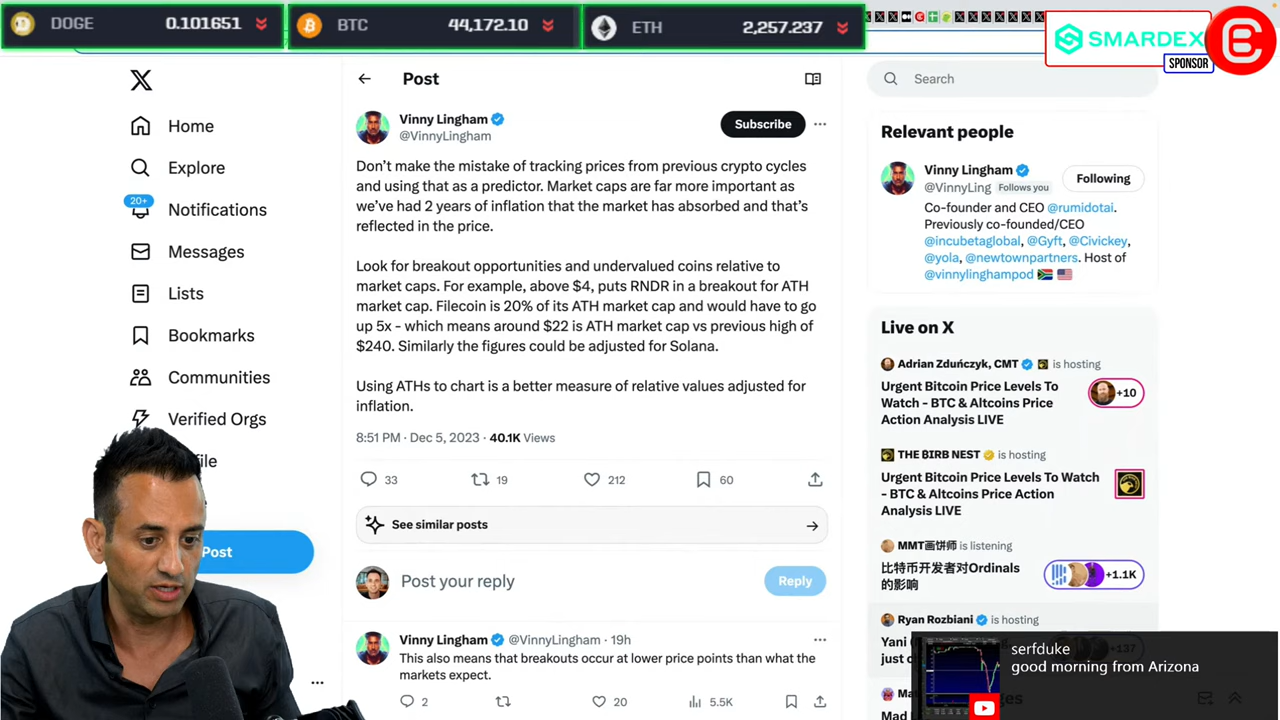 DOGE 0.101651
BTC 44,172.10
ETH 2,257.237
SMARDEX
SPONSOR
Home
Explore
20+
Notifications
Messages
Lists
Bookmarks
Communities
Verified Orgs
file
Post
Post
Vinny Lingham
@VinnyLingham
Subscribe
Don’t make the mistake of tracking prices from previous crypto cycles
and using that as a predictor. Market caps are far more important as
we’ve had 2 years of inflation that the market has absorbed and that’s
reflected in the price.
Look for breakout opportunities and undervalued coins relative to
market caps. For example, above $4, puts RNDR in a breakout for ATH
market cap. Filecoin is 20% of its ATH market cap and would have to go
up 5x - which means around $22 is ATH market cap vs previous high of
$240. Similarly the figures could be adjusted for Solana.
Using ATHs to chart is a better measure of relative values adjusted for
inflation.
8:51 PM · Dec 5, 2023 · 40.1K Views
33 19 212 60
See similar posts
Post your reply
Reply
Vinny Lingham @VinnyLingham · 19h
This also means that breakouts occur at lower price points than what the
markets expect.
2 20 5.5K
Search
Relevant people
Vinny Lingham
@VinnyLing Follows you
Following
Co-founder and CEO @rumidotai.
Previously co-founded/CEO
@incubetaglobal, @Gyft, @Civickey,
@yola, @newtownpartners. Host of
@vinnylinghampod
Live on X
Adrian Zduńczyk, CMT is hosting
Urgent Bitcoin Price Levels To
Watch - BTC & Altcoins Price
Action Analysis LIVE
+10
THE BIRB NEST is hosting
Urgent Bitcoin Price Levels To Watch
- BTC & Altcoins Price Action
Analysis LIVE
MMT画饼师 is listening
比特币开发者对Ordinals
的影响
+1.1K
Ryan Rozbiani is hosting
Yani
+137
just
serfduke
good morning from Arizona
Mad